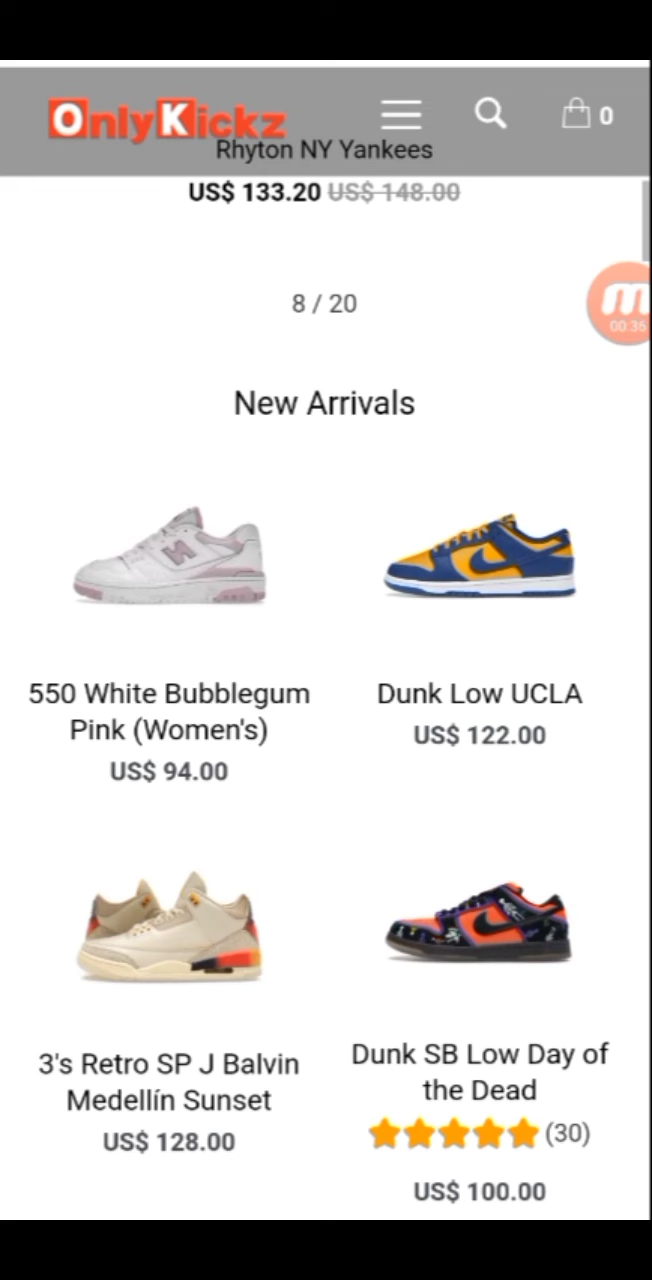 OnlyKickz
0
Rhyton NY Yankees
US$ 133.20 US$ 148.00
8 / 20
00:35
New Arrivals
N
550 White Bubblegum
Pink (Women's)
US$ 94.00
Dunk Low UCLA
US$ 122.00
3's Retro SP J Balvin
Medellín Sunset
US$ 128.00
Dunk SB Low Day of
the Dead
(30)
US$ 100.00